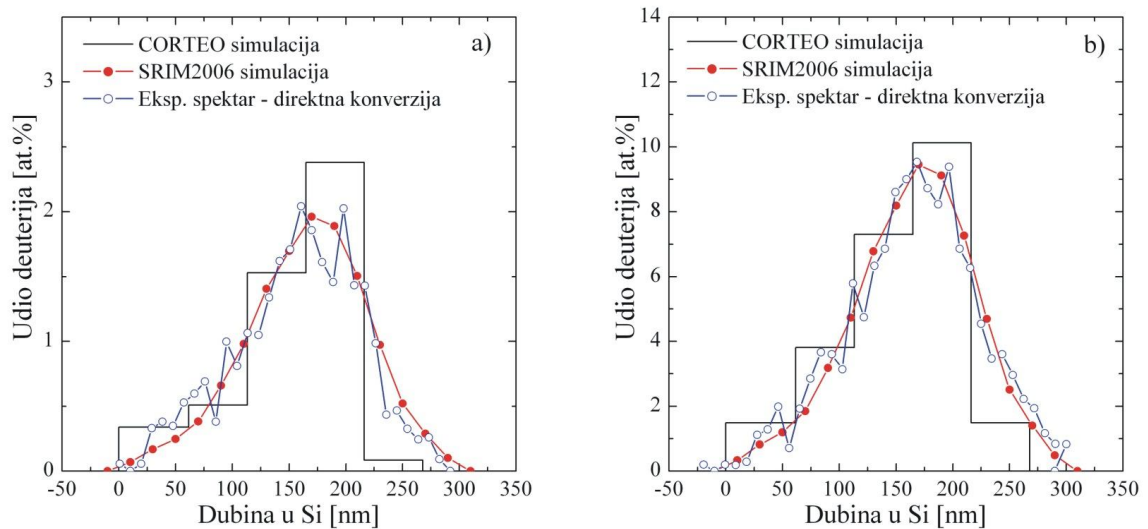 a)
CORTEO simulacija
SRIM2006 simulacija
Eksp. spektar - direktna konverzija
Udio deuterija [at.%]
3
2
1
0
-50 0 50 100 150 200 250 300 350
Dubina u Si [nm]
b)
CORTEO simulacija
SRIM2006 simulacija
Eksp. spektar - direktna konverzija
Udio deuterija [at.%]
14
12
10
8
6
4
2
0
-50 0 50 100 150 200 250 300 350
Dubina u Si [nm]